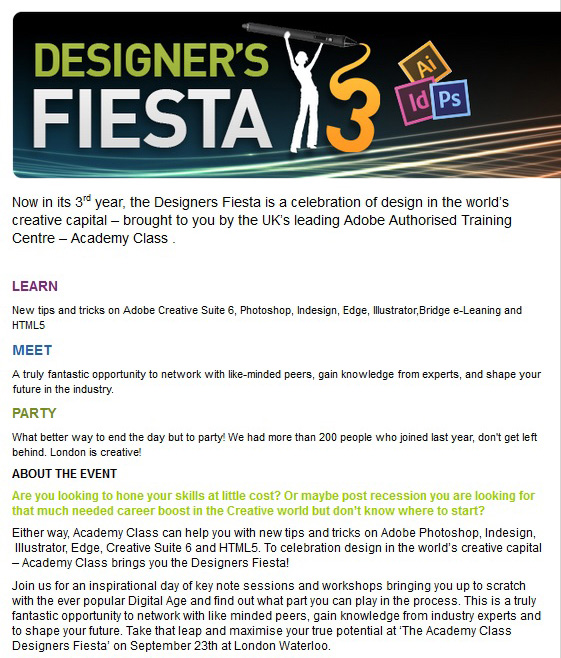 DESIGNER'S
FIESTA 3
Ai
Id Ps
Now in its 3rd year, the Designers Fiesta is a celebration of design in the world's
creative capital – brought to you by the UK's leading Adobe Authorised Training
Centre – Academy Class .
LEARN
New tips and tricks on Adobe Creative Suite 6, Photoshop, Indesign, Edge, Illustrator,Bridge e-Leaning and
HTML5
MEET
A truly fantastic opportunity to network with like-minded peers, gain knowledge from experts, and shape your
future in the industry.
PARTY
What better way to end the day but to party! We had more than 200 people who joined last year, don't get left
behind. London is creative!
ABOUT THE EVENT
Are you looking to hone your skills at little cost? Or maybe post recession you are looking for
that much needed career boost in the Creative world but don't know where to start?
Either way, Academy Class can help you with new tips and tricks on Adobe Photoshop, Indesign,
Illustrator, Edge, Creative Suite 6 and HTML5. To celebration design in the world's creative capital
– Academy Class brings you the Designers Fiesta!
Join us for an inspirational day of key note sessions and workshops bringing you up to scratch
with the ever popular Digital Age and find out what part you can play in the process. This is a truly
fantastic opportunity to network with like minded peers, gain knowledge from industry experts and
to shape your future. Take that leap and maximise your true potential at 'The Academy Class
Designers Fiesta' on September 23th at London Waterloo.